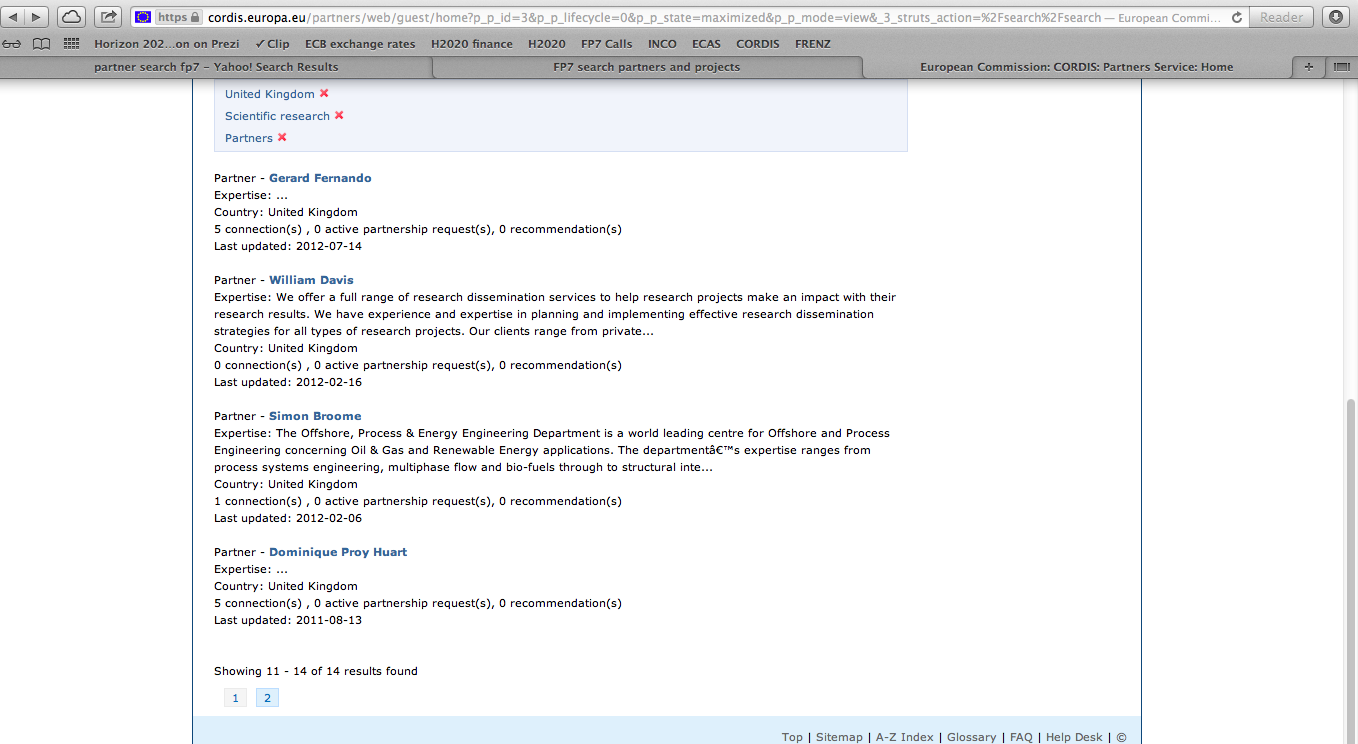 https cordis.europa.eu/partners/web/guest/home?p_p_id=3&p_p_lifecycle=0&p_p_state=maximized&p_p_mode=view&_3_struts_action=%2Fsearch%2Fsearch — European Commi... Reader
Horizon 202...on on Prezi ✓Clip ECB exchange rates H2020 finance H2020 FP7 Calls INCO ECAS CORDIS FRENZ
partner search fp7 – Yahoo! Search Results FP7 search partners and projects European Commission: CORDIS: Partners Service: Home
United Kingdom ✖
Scientific research ✖
Partners ✖
Partner - Gerard Fernando
Expertise: ...
Country: United Kingdom
5 connection(s) , 0 active partnership request(s), 0 recommendation(s)
Last updated: 2012-07-14
Partner - William Davis
Expertise: We offer a full range of research dissemination services to help research projects make an impact with their
research results. We have experience and expertise in planning and implementing effective research dissemination
strategies for all types of research projects. Our clients range from private...
Country: United Kingdom
0 connection(s) , 0 active partnership request(s), 0 recommendation(s)
Last updated: 2012-02-16
Partner - Simon Broome
Expertise: The Offshore, Process & Energy Engineering Department is a world leading centre for Offshore and Process
Engineering concerning Oil & Gas and Renewable Energy applications. The departmentâ€™s expertise ranges from
process systems engineering, multiphase flow and bio-fuels through to structural inte...
Country: United Kingdom
1 connection(s) , 0 active partnership request(s), 0 recommendation(s)
Last updated: 2012-02-06
Partner - Dominique Proy Huart
Expertise: ...
Country: United Kingdom
5 connection(s) , 0 active partnership request(s), 0 recommendation(s)
Last updated: 2011-08-13
Showing 11 - 14 of 14 results found
1 2
Top | Sitemap | A-Z Index | Glossary | FAQ | Help Desk | ©